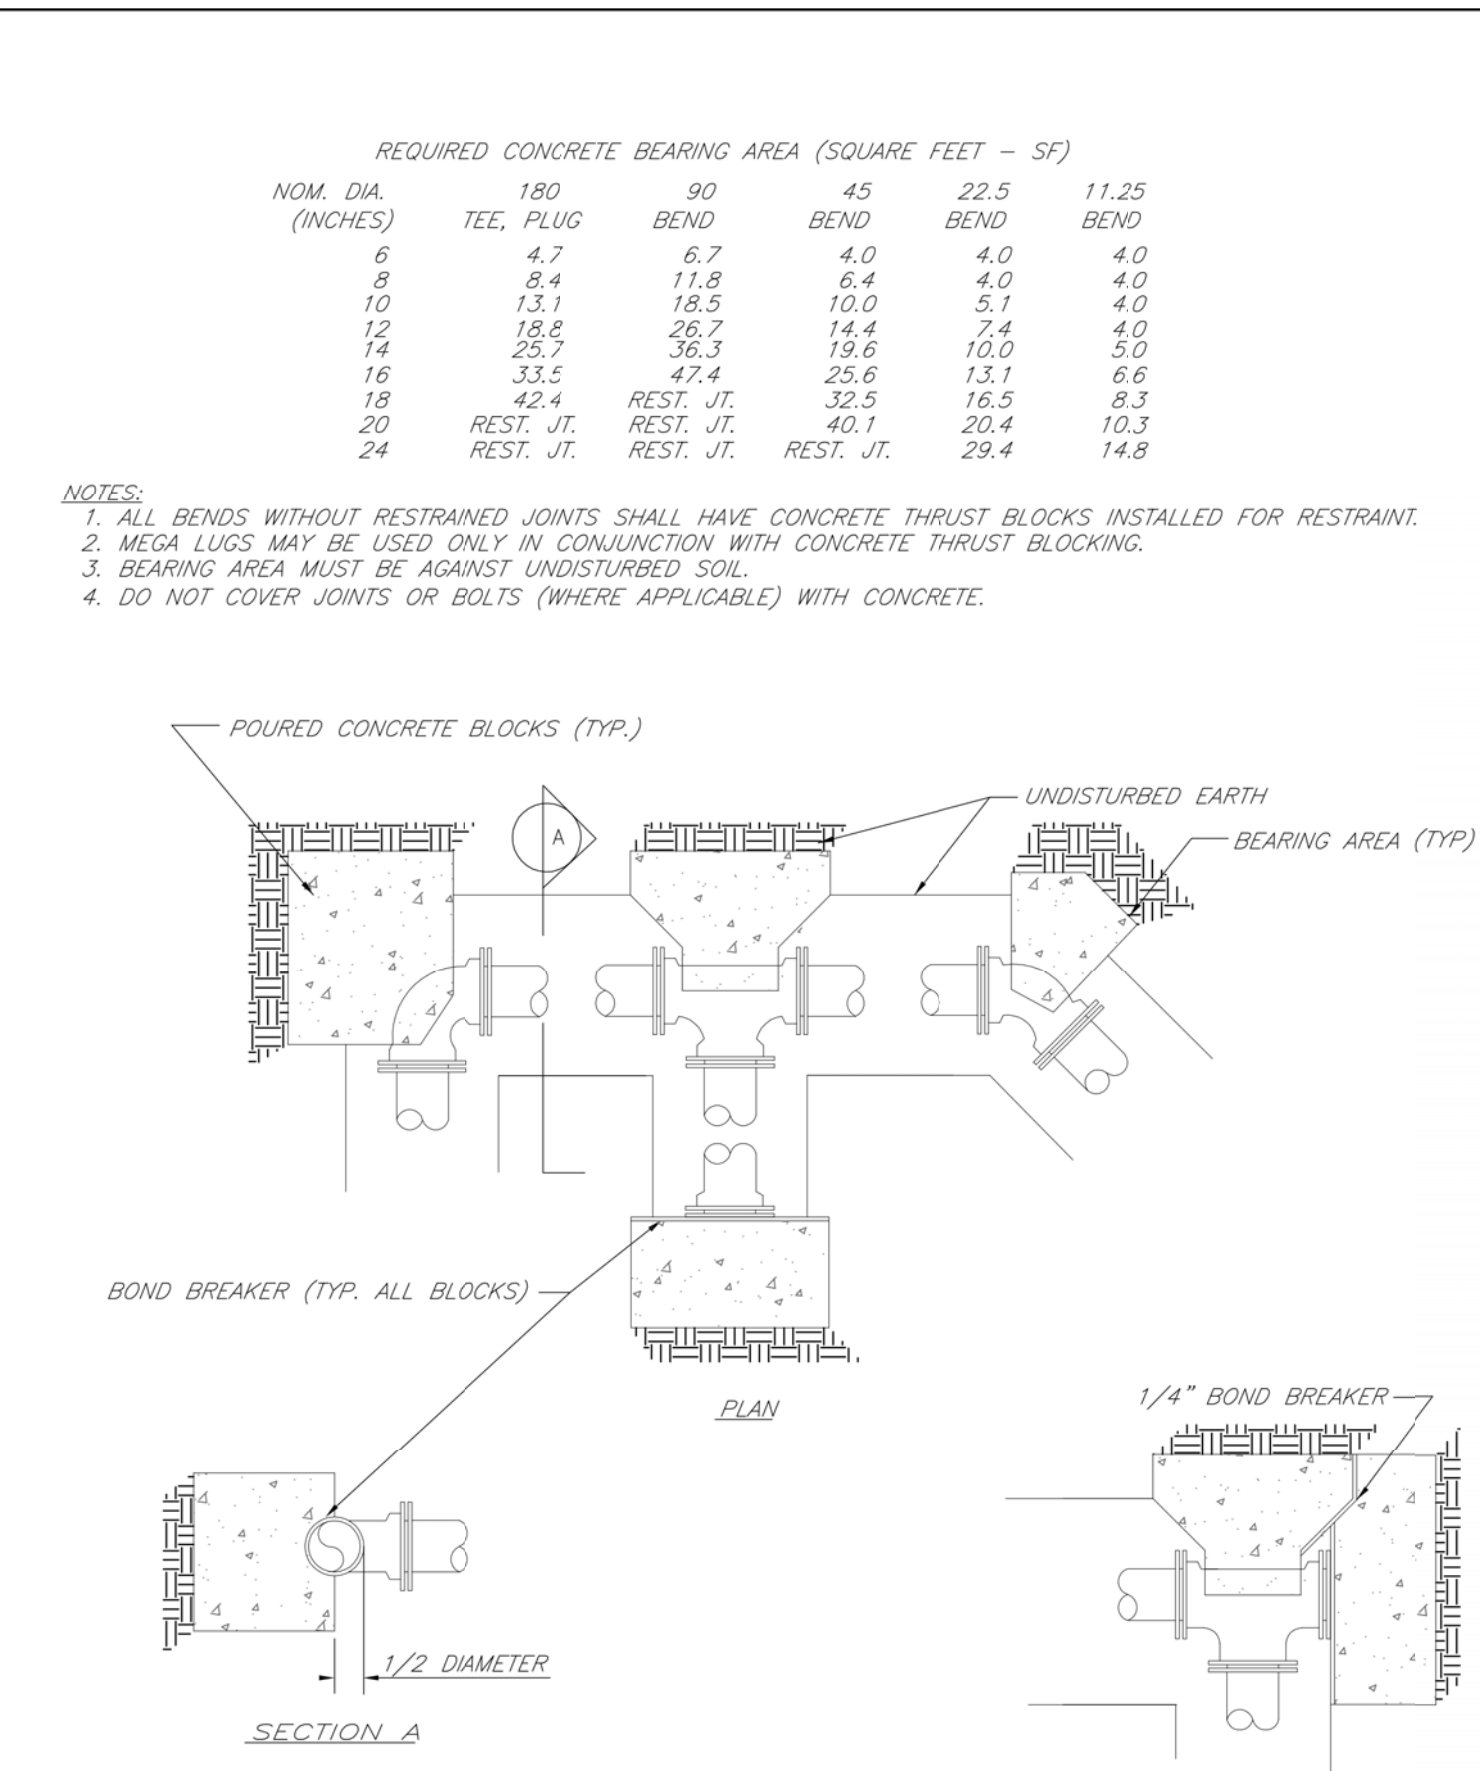 REQUIRED CONCRETE BEARING AREA (SQUARE FEET – SF)
NOM. DIA. 180 90 45 22.5 11.25
(INCHES) TEE, PLUG BEND BEND BEND BEND
6 4.7 6.7 4.0 4.0 4.0
8 8.4 11.8 6.4 4.0 4.0
10 13.1 18.5 10.0 5.1 4.0
12 18.8 26.7 14.4 7.4 4.0
14 25.7 36.3 19.6 10.0 5.0
16 33.5 47.4 25.6 13.1 6.6
18 42.4 REST. JT. 32.5 16.5 8.3
20 REST. JT. REST. JT. 40.1 20.4 10.3
24 REST. JT. REST. JT. REST. JT. 29.4 14.8
NOTES:
1. ALL BENDS WITHOUT RESTRAINED JOINTS SHALL HAVE CONCRETE THRUST BLOCKS INSTALLED FOR RESTRAINT.
2. MEGA LUGS MAY BE USED ONLY IN CONJUNCTION WITH CONCRETE THRUST BLOCKING.
3. BEARING AREA MUST BE AGAINST UNDISTURBED SOIL.
4. DO NOT COVER JOINTS OR BOLTS (WHERE APPLICABLE) WITH CONCRETE.
POURED CONCRETE BLOCKS (TYP.)
UNDISTURBED EARTH
A
BEARING AREA (TYP)
BOND BREAKER (TYP. ALL BLOCKS)
PLAN
1/4" BOND BREAKER
1/2 DIAMETER
SECTION A